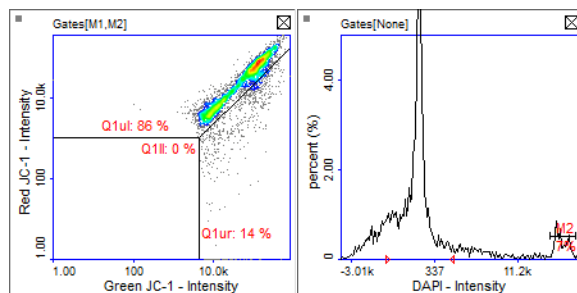 Gates[M1,M2]
Red JC-1 - Intensity
10.0k
100
1.00
Q1ul: 86 %
Q1ll: 0 %
Q1ur: 14 %
1.00 100 10.0k
Green JC-1 - Intensity
Gates[None]
percent (%)
4.00
2.00
0
M2
7%
-3.01k 337 11.2k
DAPI - Intensity